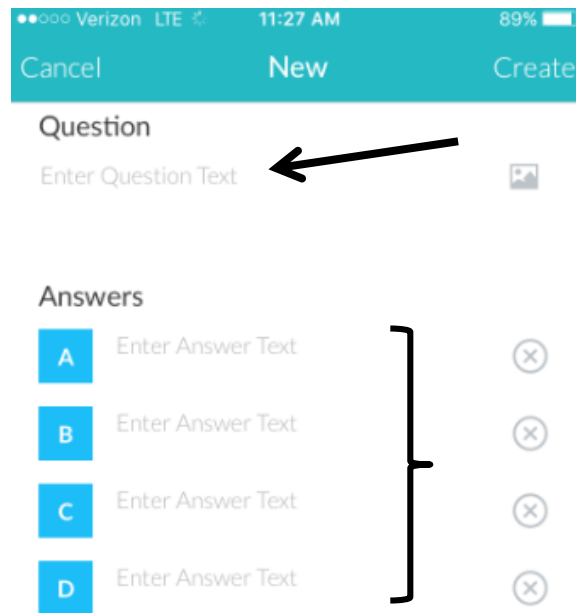 Verizon LTE 11:27 AM 89%
Cancel New Create
Question
Enter Question Text
Answers
A Enter Answer Text
B Enter Answer Text
C Enter Answer Text
D Enter Answer Text